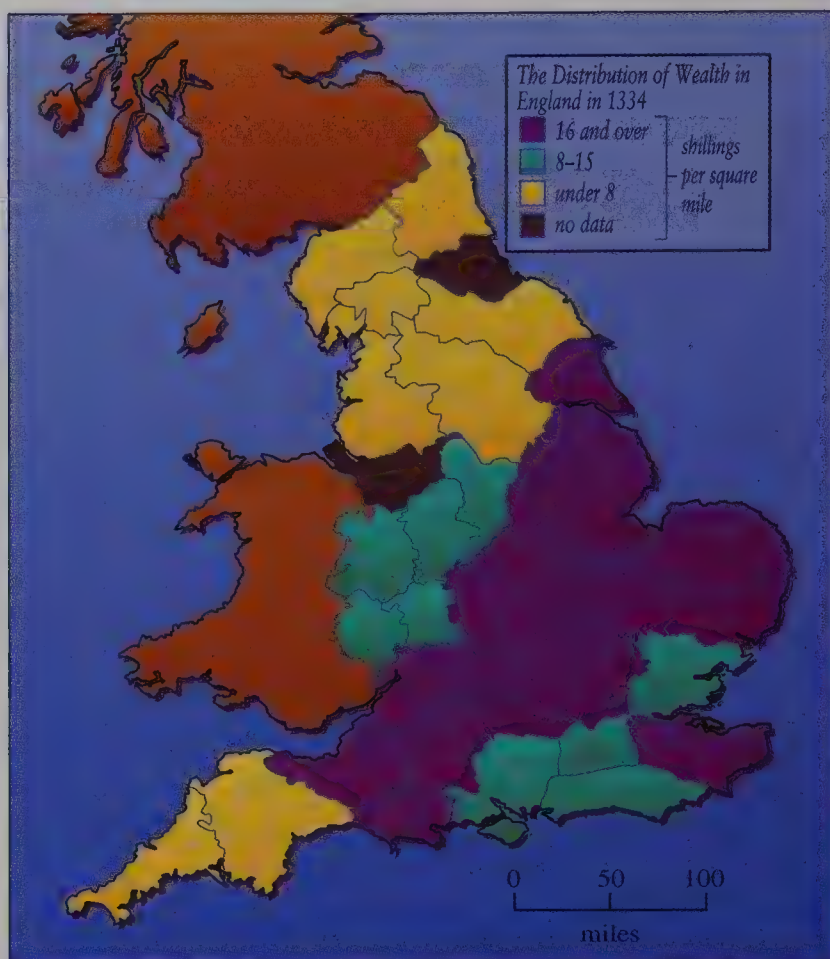 The Distribution of Wealth in
England in 1334
16 and over
8–15
under 8
no data
shillings
per square
mile
0 50 100
miles